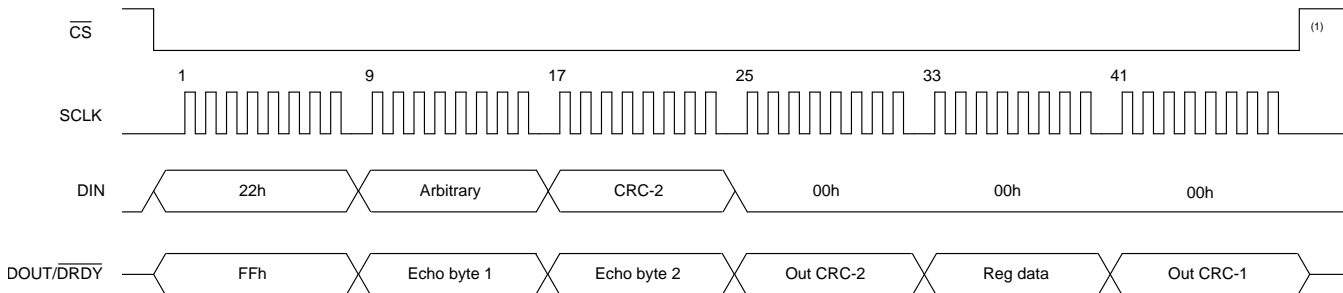 CS
(1)
1 9 17 25 33 41
SCLK
DIN 22h Arbitrary CRC-2 00h 00h 00h
DOUT/DRDY FFh Echo byte 1 Echo byte 2 Out CRC-2 Reg data Out CRC-1